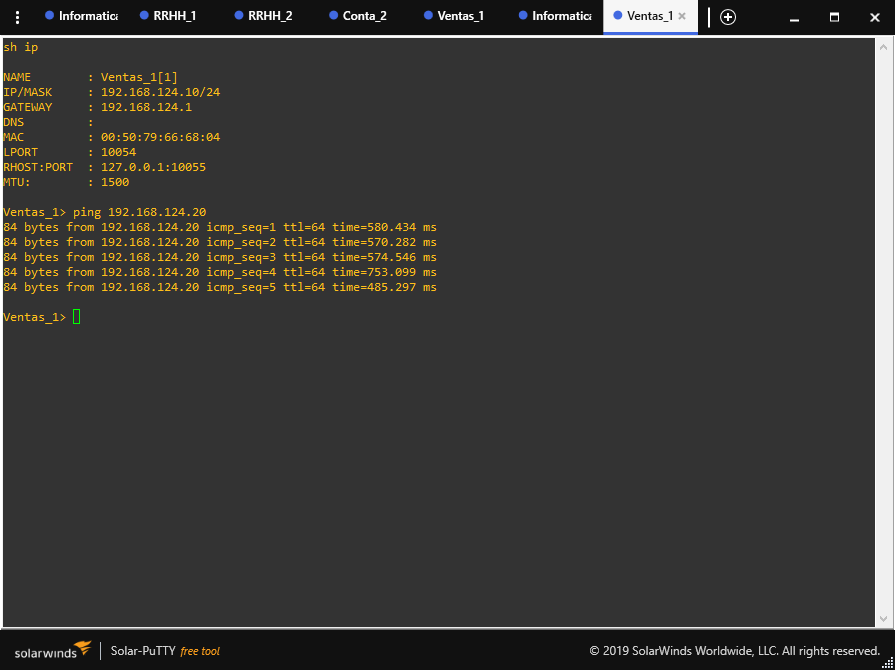 Informatica RRHH_1 RRHH_2 Conta_2 Ventas_1 Informatica Ventas_1
sh ip
NAME : Ventas_1[1]
IP/MASK : 192.168.124.10/24
GATEWAY : 192.168.124.1
DNS :
MAC : 00:50:79:66:68:04
LPORT : 10054
RHOST:PORT : 127.0.0.1:10055
MTU: : 1500
Ventas_1> ping 192.168.124.20
84 bytes from 192.168.124.20 icmp_seq=1 ttl=64 time=580.434 ms
84 bytes from 192.168.124.20 icmp_seq=2 ttl=64 time=570.282 ms
84 bytes from 192.168.124.20 icmp_seq=3 ttl=64 time=574.546 ms
84 bytes from 192.168.124.20 icmp_seq=4 ttl=64 time=753.099 ms
84 bytes from 192.168.124.20 icmp_seq=5 ttl=64 time=485.297 ms
Ventas_1>
solarwinds Solar-PuTTY free tool © 2019 SolarWinds Worldwide, LLC. All rights reserved.